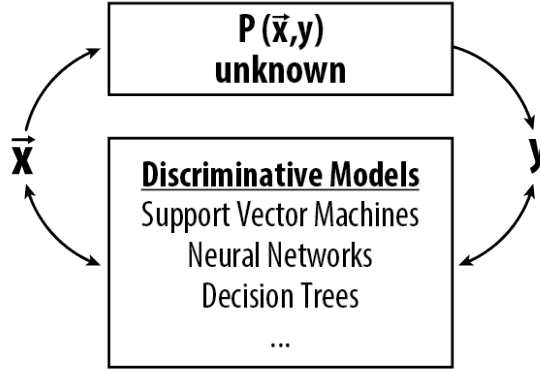 P (x⃗,y)
unknown
x⃗
y
Discriminative Models
Support Vector Machines
Neural Networks
Decision Trees
...